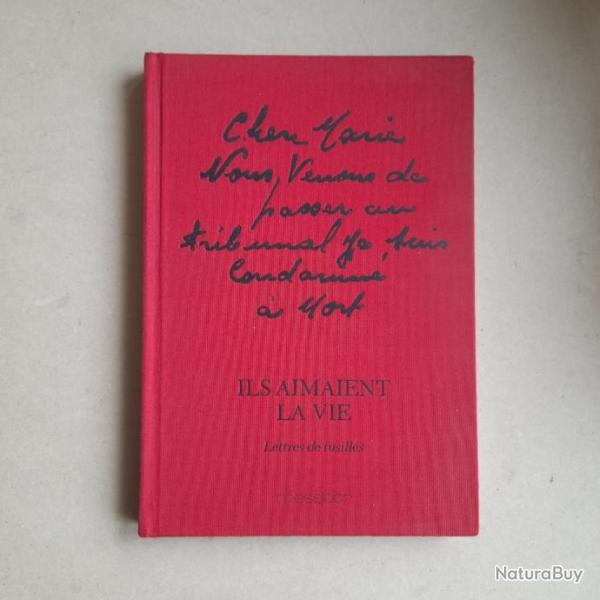 Cher Marie
Nous Venons de
passer au
tribunal Je suis
Condamné
à Mort
ILS AIMAIENT
LA VIE
Lettres de fusillés
messidor
NaturaBuy